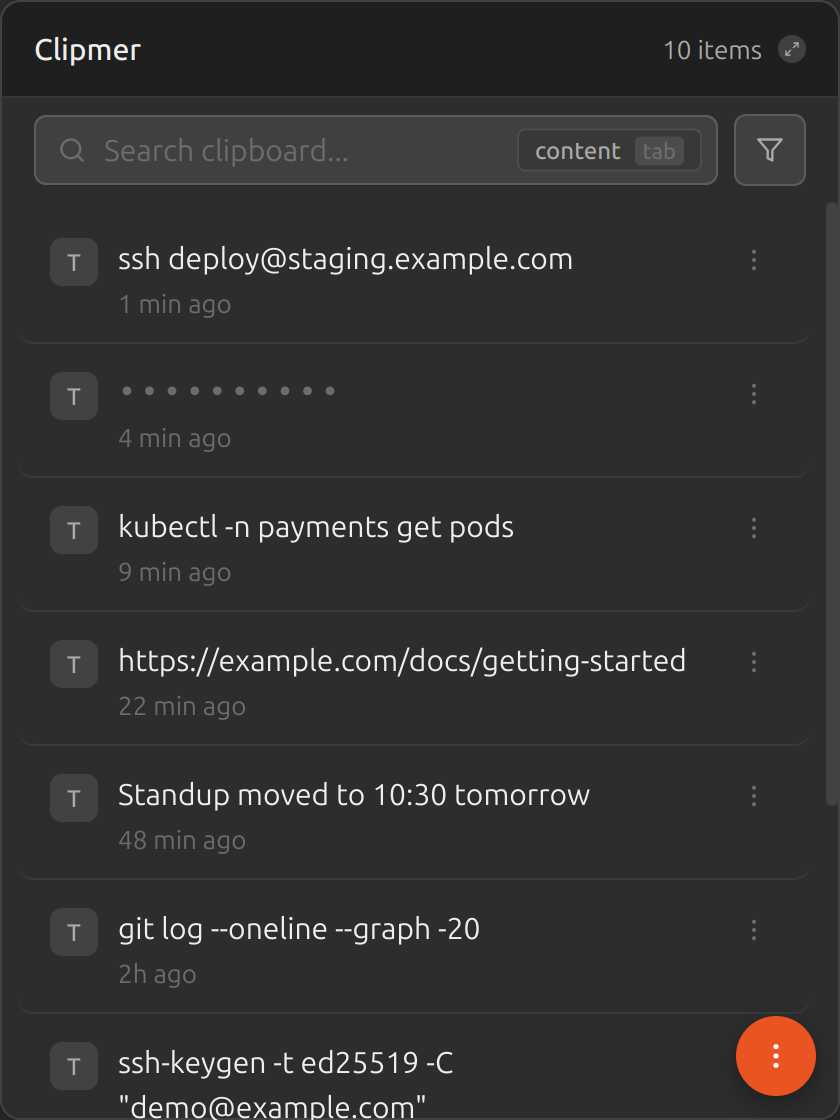 Clipmer
10 items
Search clipboard...
content tab
T
ssh deploy@staging.example.com
1 min ago
T
••••••••••
4 min ago
T
kubectl -n payments get pods
9 min ago
T
https://example.com/docs/getting-started
22 min ago
T
Standup moved to 10:30 tomorrow
48 min ago
T
git log --oneline --graph -20
2h ago
T
ssh-keygen -t ed25519 -C
"demo@example.com"